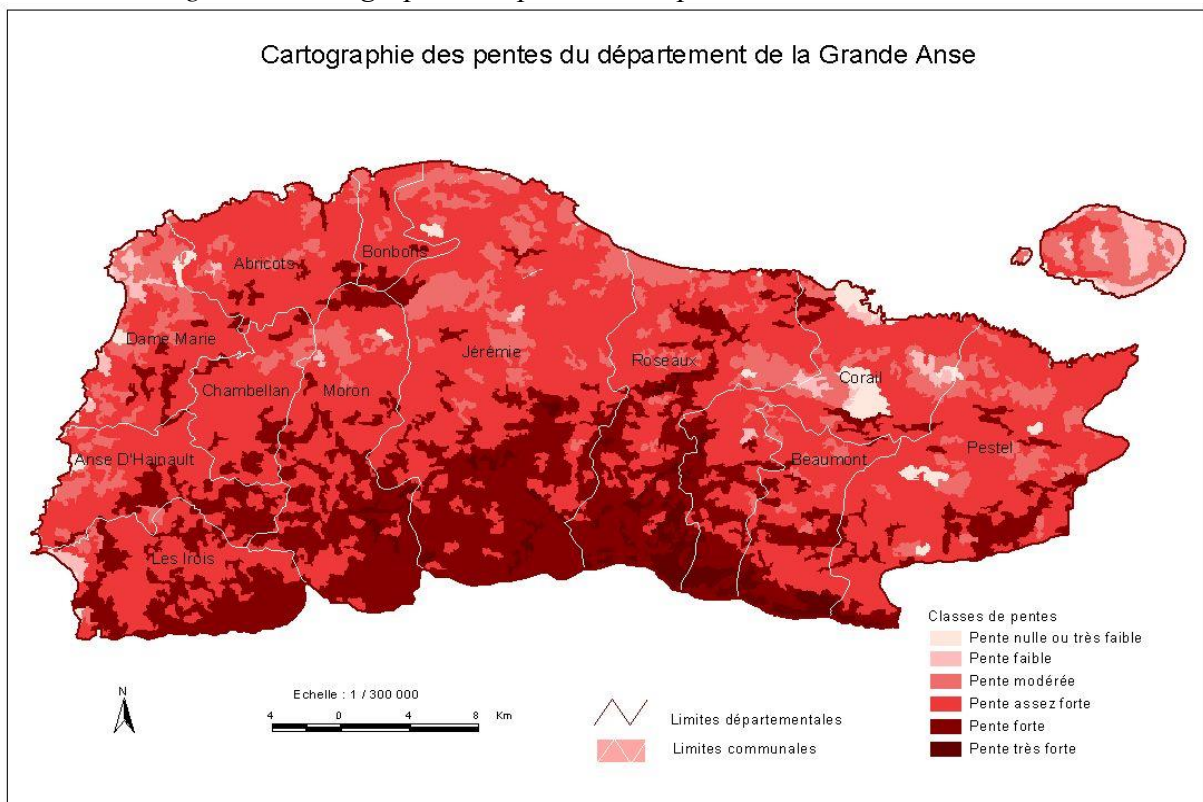 Cartographie des pentes du département de la Grande Anse
Bonbons
Abricots
Dame Marie
Jérémie
Roseaux
Chambellan
Moron
Corail
Anse D'Hainault
Beaumont
Pestel
Les Irois
Classes de pentes
Pente nulle ou très faible
Pente faible
Pente modérée
Pente assez forte
Pente forte
Pente très forte
N
Echelle : 1 / 300 000
4 0 4 8 Km
Limites départementales
Limites communales